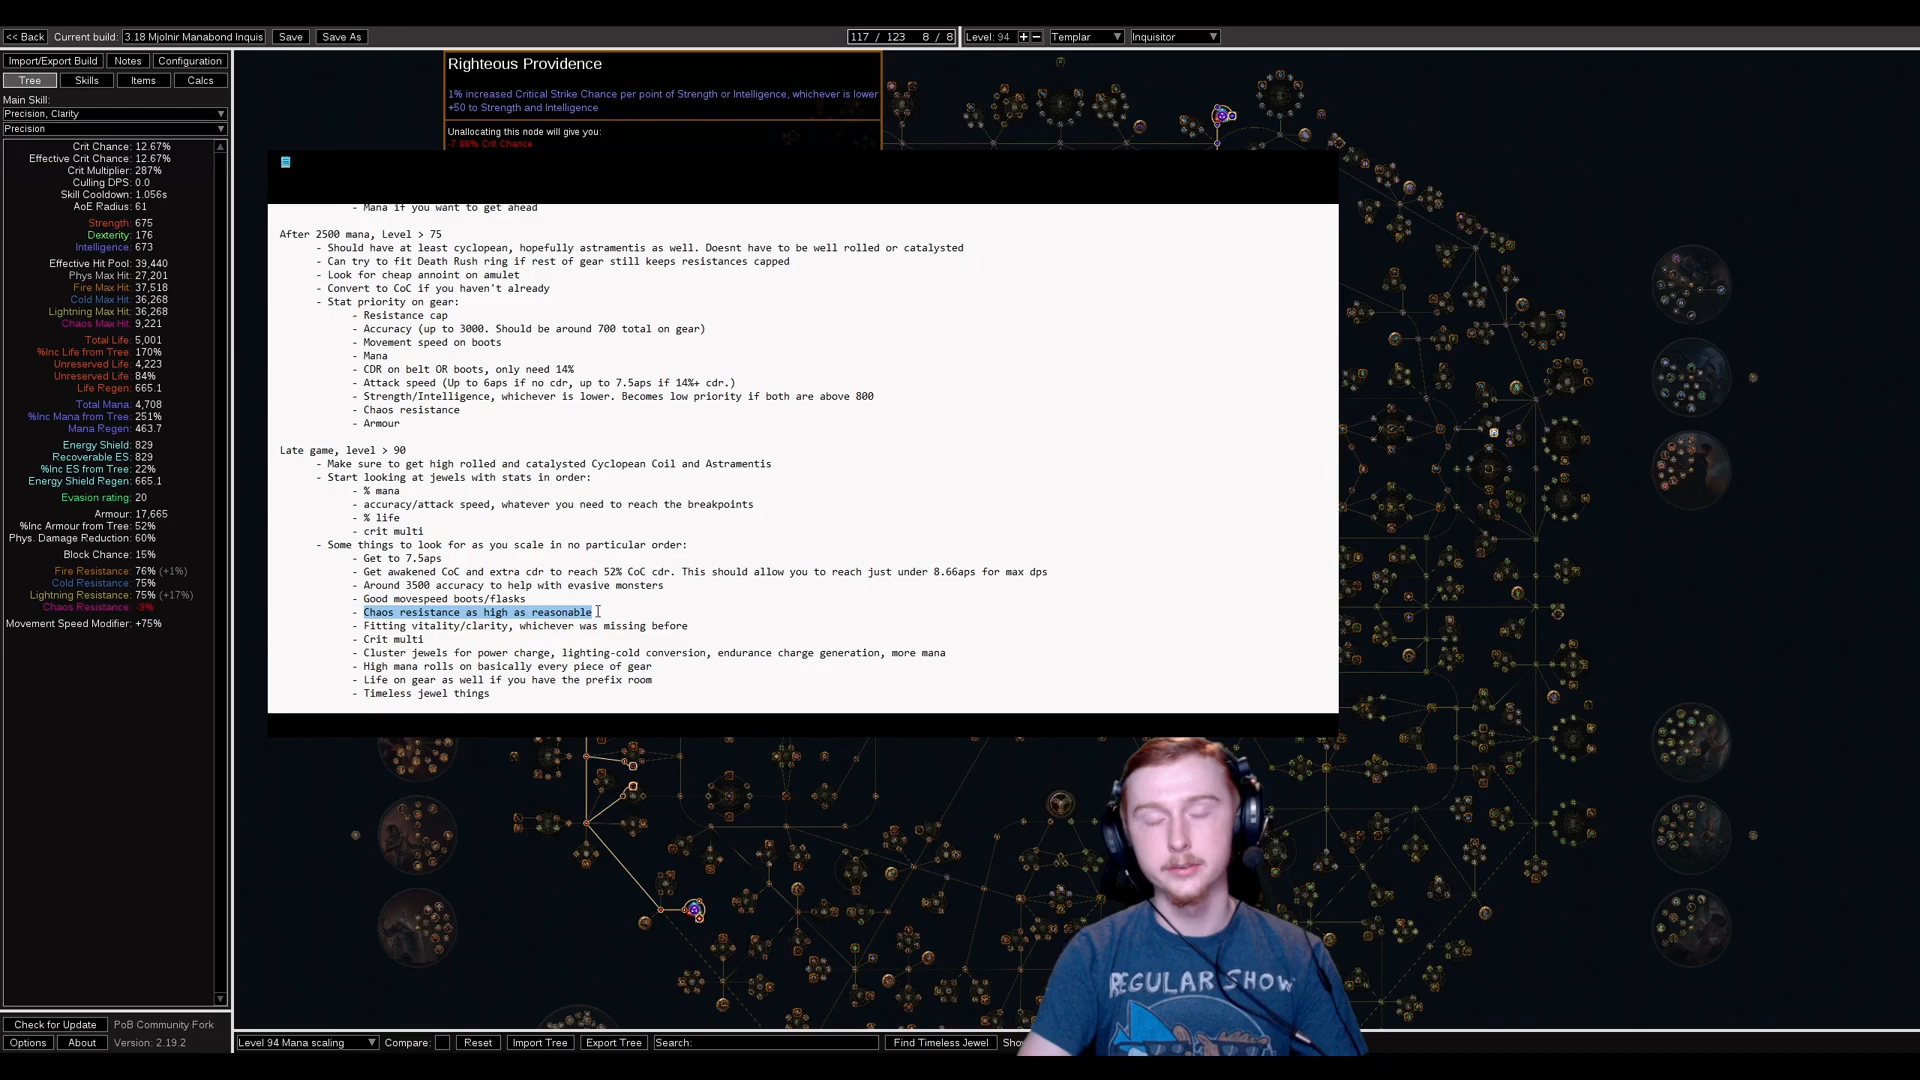 << Back
Current build:
3.18 Mjolnir Manabond Inquis
Save
Save As
117 / 123
8 / 8
Level: 94
+
-
Templar
Inquisitor
Import/Export Build
Notes
Configuration
Tree
Skills
Items
Calcs
Main Skill:
Precision, Clarity
Precision
Crit Chance: 12.67%
Effective Crit Chance: 12.67%
Crit Multiplier: 287%
Culling DPS: 0.0
Skill Cooldown: 1.056s
AoE Radius: 61
Strength: 675
Dexterity: 176
Intelligence: 673
Effective Hit Pool: 39,440
Phys Max Hit: 27,201
Fire Max Hit: 37,518
Cold Max Hit: 36,268
Lightning Max Hit: 36,268
Chaos Max Hit: 9,221
Total Life: 5,001
%Inc Life from Tree: 170%
Unreserved Life: 4,223
Unreserved Life: 84%
Life Regen: 665.1
Total Mana: 4,708
%Inc Mana from Tree: 251%
Mana Regen: 463.7
Energy Shield: 829
Recoverable ES: 829
%Inc ES from Tree: 22%
Energy Shield Regen: 665.1
Evasion rating: 20
Armour: 17,665
%Inc Armour from Tree: 52%
Phys. Damage Reduction: 60%
Block Chance: 15%
Fire Resistance: 76% (+1%)
Cold Resistance: 75%
Lightning Resistance: 75% (+17%)
Chaos Resistance: -9%
Movement Speed Modifier: +75%
Righteous Providence
1% increased Critical Strike Chance per point of Strength or Intelligence, whichever is lower
+50 to Strength and Intelligence
Unallocating this node will give you:
-7.98% Crit Chance
- Mana if you want to get ahead
After 2500 mana, Level > 75
- Should have at least cyclopean, hopefully astramentis as well. Doesnt have to be well rolled or catalysted
- Can try to fit Death Rush ring if rest of gear still keeps resistances capped
- Look for cheap annoint on amulet
- Convert to CoC if you haven't already
- Stat priority on gear:
- Resistance cap
- Accuracy (up to 3000. Should be around 700 total on gear)
- Movement speed on boots
- Mana
- CDR on belt OR boots, only need 14%
- Attack speed (Up to 6aps if no cdr, up to 7.5aps if 14%+ cdr.)
- Strength/Intelligence, whichever is lower. Becomes low priority if both are above 800
- Chaos resistance
- Armour
Late game, level > 90
- Make sure to get high rolled and catalysted Cyclopean Coil and Astramentis
- Start looking at jewels with stats in order:
- % mana
- accuracy/attack speed, whatever you need to reach the breakpoints
- % life
- crit multi
- Some things to look for as you scale in no particular order:
- Get to 7.5aps
- Get awakened CoC and extra cdr to reach 52% CoC cdr. This should allow you to reach just under 8.66aps for max dps
- Around 3500 accuracy to help with evasive monsters
- Good movespeed boots/flasks
- Chaos resistance as high as reasonable
- Fitting vitality/clarity, whichever was missing before
- Crit multi
- Cluster jewels for power charge, lighting-cold conversion, endurance charge generation, more mana
- High mana rolls on basically every piece of gear
- Life on gear as well if you have the prefix room
- Timeless jewel things
REGULAR SHOW
Check for Update
PoB Community Fork
Options
About
Version: 2.19.2
Level 94 Mana scaling
Compare:
Reset
Import Tree
Export Tree
Search:
Find Timeless Jewel